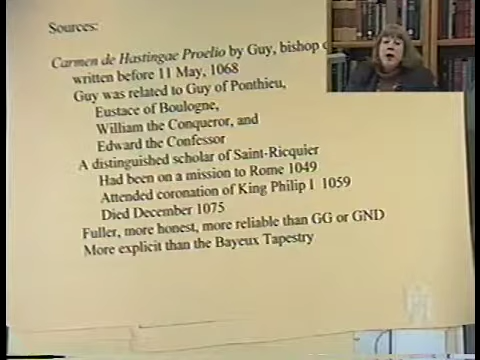 Sources:
Carmen de Hastingae Proelio by Guy, bishop
written before 11 May, 1068
Guy was related to Guy of Ponthieu,
Eustace of Boulogne,
William the Conqueror, and
Edward the Confessor
A distinguished scholar of Saint-Ricquier
Had been on a mission to Rome 1049
Attended coronation of King Philip I 1059
Died December 1075
Fuller, more honest, more reliable than GG or GND
More explicit than the Bayeux Tapestry